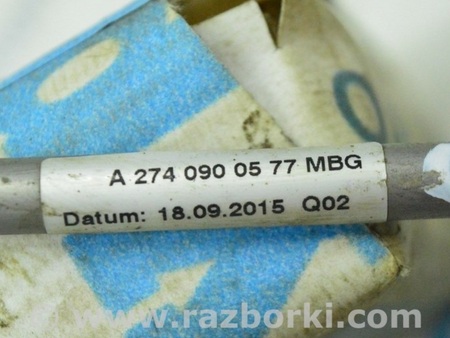 A 274 090 05 77 MBG
Datum: 18.09.2015 Q02
www.razborki.com